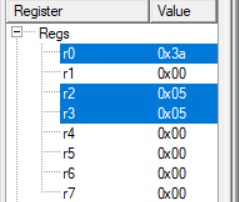 Register Value
Regs
r0 0x3a
r1 0x00
r2 0x05
r3 0x05
r4 0x00
r5 0x00
r6 0x00
r7 0x00